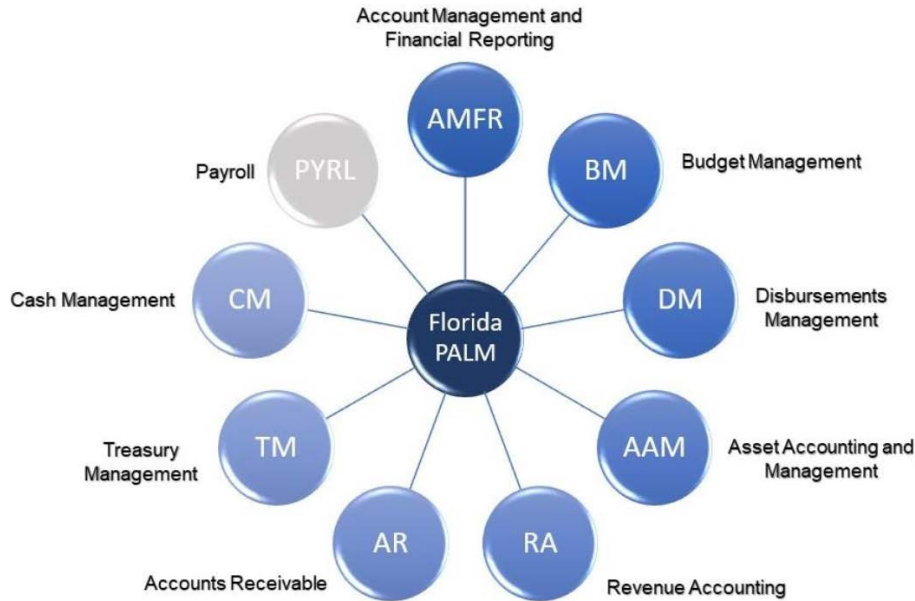 Account Management and
Financial Reporting
AMFR
BM
Budget Management
DM
Disbursements
Management
AAM
Asset Accounting and
Management
RA
Revenue Accounting
AR
Accounts Receivable
TM
Treasury
Management
CM
Cash Management
PYRL
Payroll
Florida
PALM